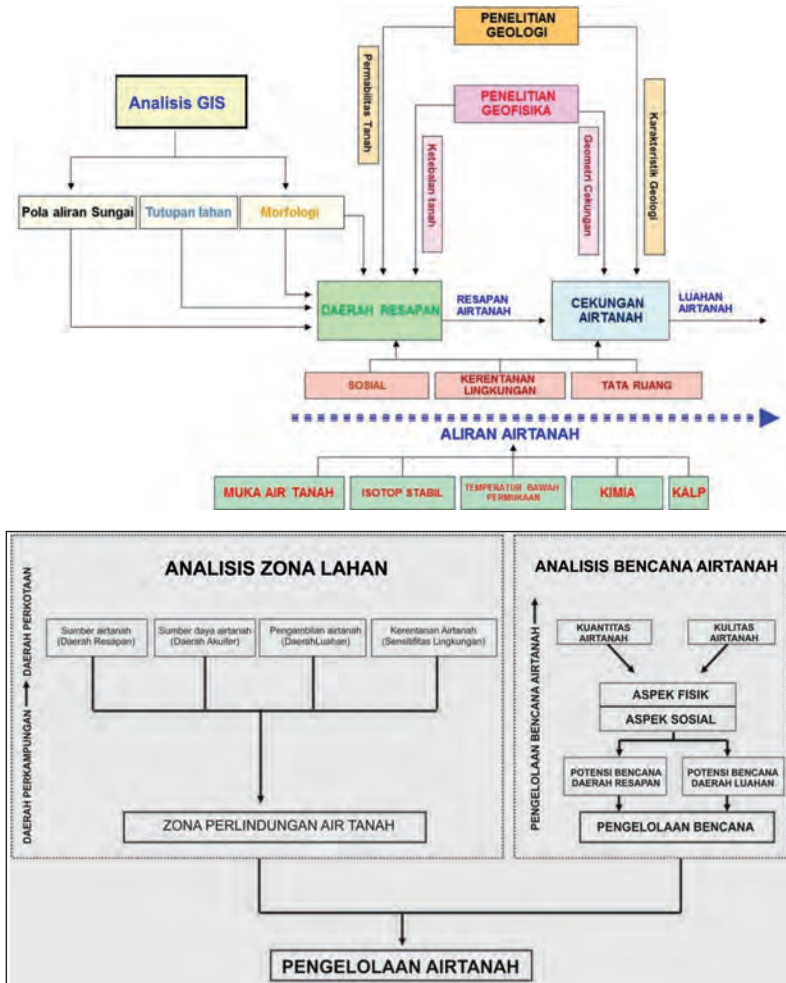 PENELITIAN
GEOLOGI
Analisis GIS
Permabilitas Tanah
PENELITIAN
GEOFISIKA
Karakteristik Geologi
Ketebalan tanah
Geometri Cekungan
Pola aliran Sungai
Tutupan lahan
Morfologi
DAERAH RESAPAN
RESAPAN
AIRTANAH
CEKUNGAN
AIRTANAH
LUAHAN
AIRTANAH
SOSIAL
KERENTANAN
LINGKUNGAN
TATA RUANG
ALIRAN AIRTANAH
MUKA AIR TANAH
ISOTOP STABIL
TEMPERATUR BAWAH
PERMUKAAN
KIMIA
KALP
DAERAH PERKAMPUNGAN
DAERAH PERKOTAAN
ANALISIS ZONA LAHAN
Sumber airtanah
(Daerah Resapan)
Sumber daya airtanah
(Daerah Akuifer)
Pengambilan airtanah
(DaerahLuahan)
Kerentanan Airtanah
(Sensitifitas Lingkungan)
ZONA PERLINDUNGAN AIR TANAH
ANALISIS BENCANA AIRTANAH
PENGELOLAAN BENCANA AIRTANAH
KUANTITAS
AIRTANAH
KULITAS
AIRTANAH
ASPEK FISIK
ASPEK SOSIAL
POTENSI BENCANA
DAERAH RESAPAN
POTENSI BENCANA
DAERAH LUAHAN
PENGELOLAAN BENCANA
PENGELOLAAN AIRTANAH